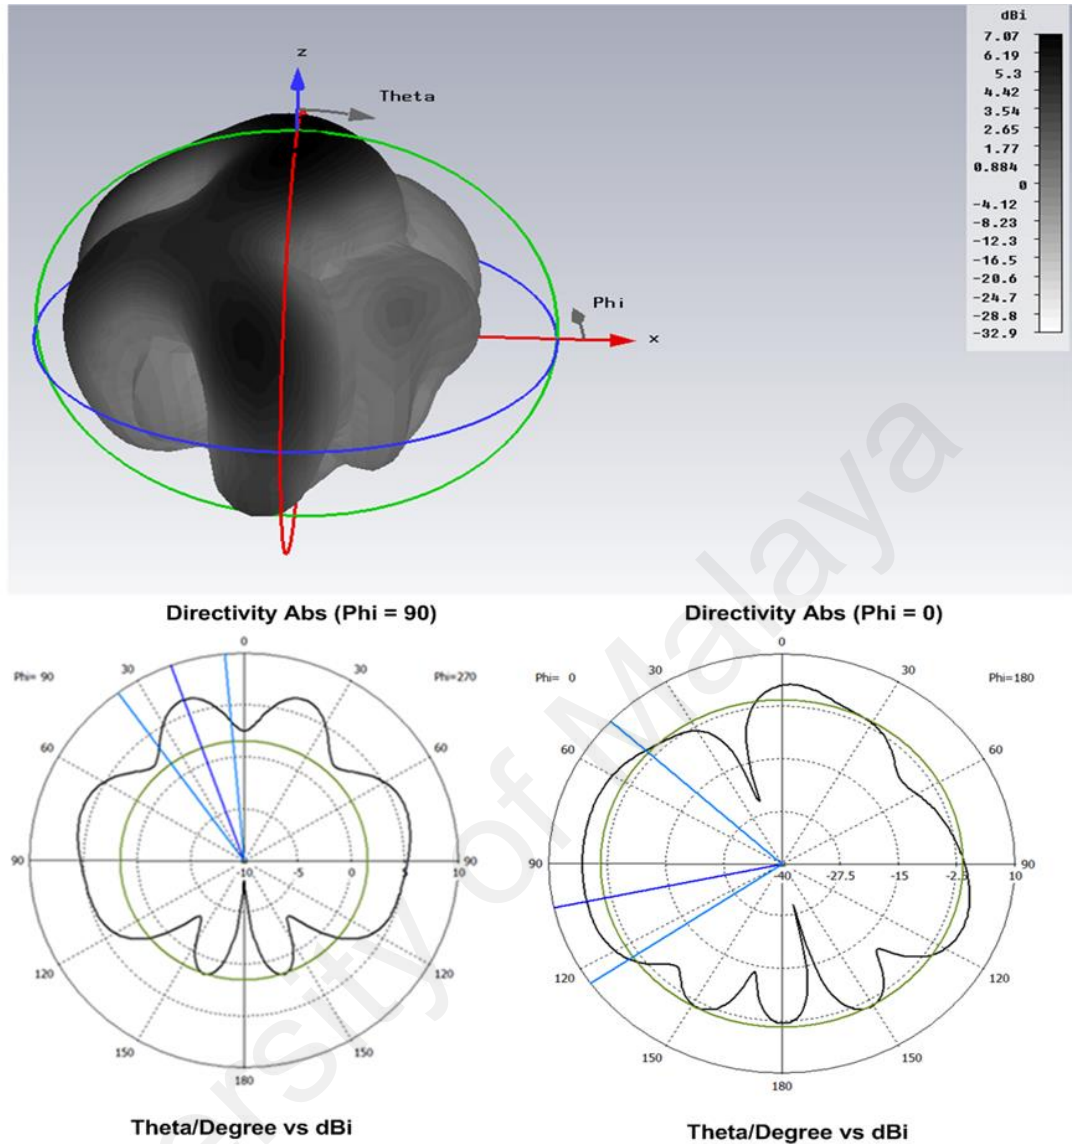 dBi
7.07
6.19
5.3
4.42
3.54
2.65
1.77
0.884
0
-4.12
-8.23
-12.3
-16.5
-20.6
-24.7
-28.8
-32.9
z
Theta
Phi
x
Directivity Abs (Phi = 90)
0
30 30
Phi= 90 Phi=270
60 60
90 -10 -5 0 5 10 90
120 120
150 150
180
Theta/Degree vs dBi
Directivity Abs (Phi = 0)
0
30 30
Phi= 0 Phi=180
60 60
90 -40 -27.5 -15 -2.5 10 90
120 120
150 150
180
Theta/Degree vs dBi
ersity of Malaya